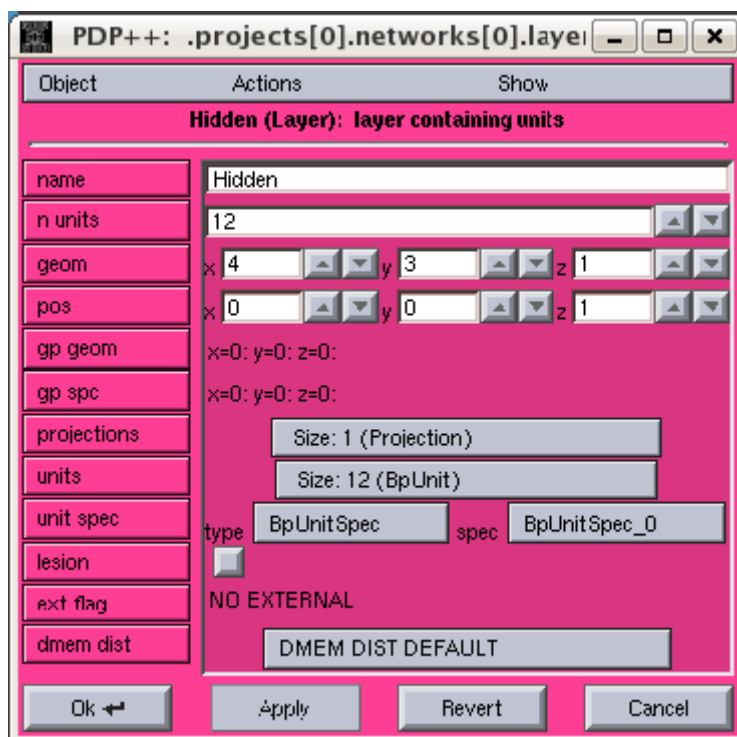 PDP++: .projects[0].networks[0].layer
Object Actions Show
Hidden (Layer): layer containing units
name Hidden
n units 12
geom x 4 y 3 z 1
pos x 0 y 0 z 1
gp geom x=0: y=0: z=0:
gp spc x=0: y=0: z=0:
projections Size: 1 (Projection)
units Size: 12 (BpUnit)
unit spec type BpUnitSpec spec BpUnitSpec_0
lesion
ext flag NO EXTERNAL
dmem dist DMEM DIST DEFAULT
Ok Apply Revert Cancel